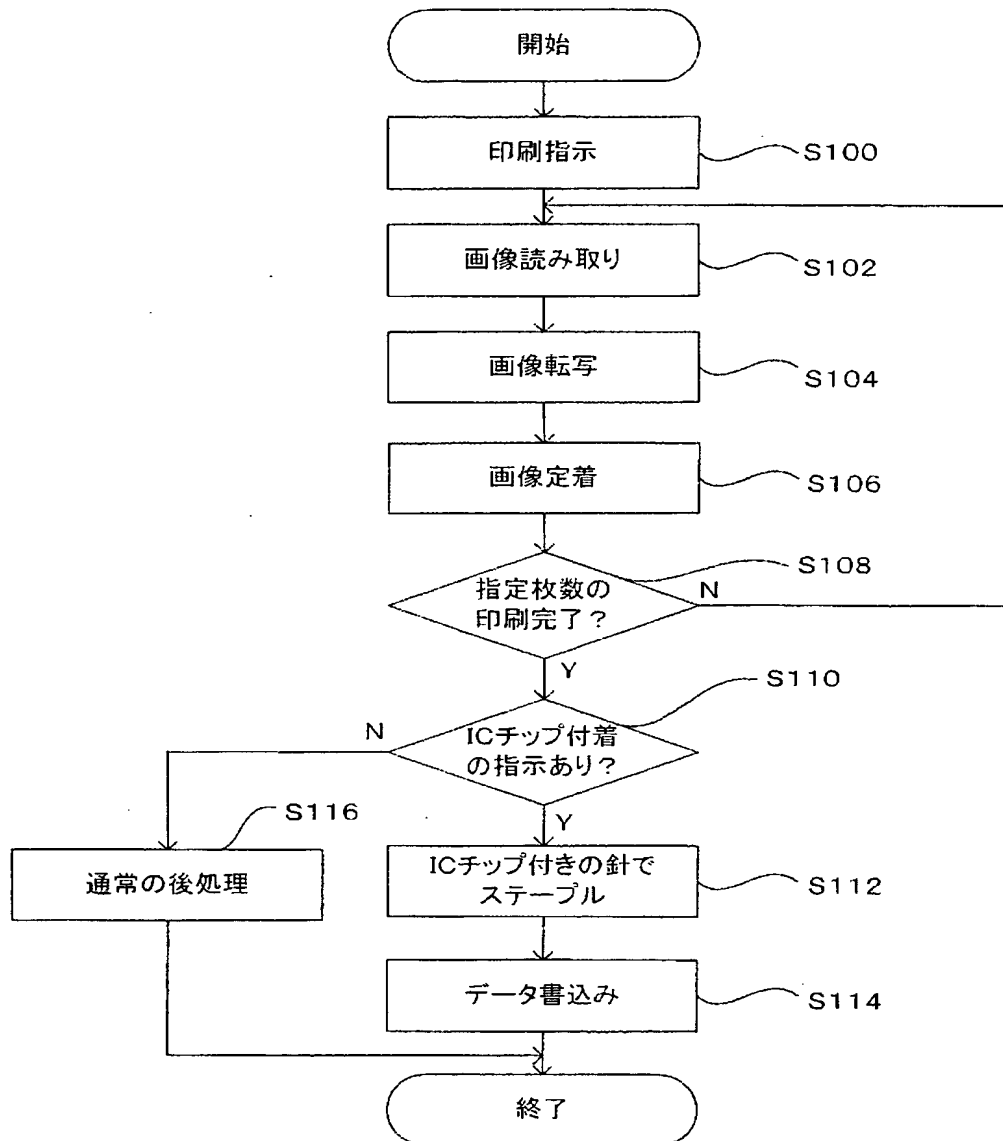 開始
印刷指示
S100
画像読み取り
S102
画像転写
S104
画像定着
S106
指定枚数の
印刷完了？
S108
N
Y
S110
ICチップ付着
の指示あり？
N
Y
S116
通常の後処理
ICチップ付きの針で
ステープル
S112
データ書込み
S114
終了